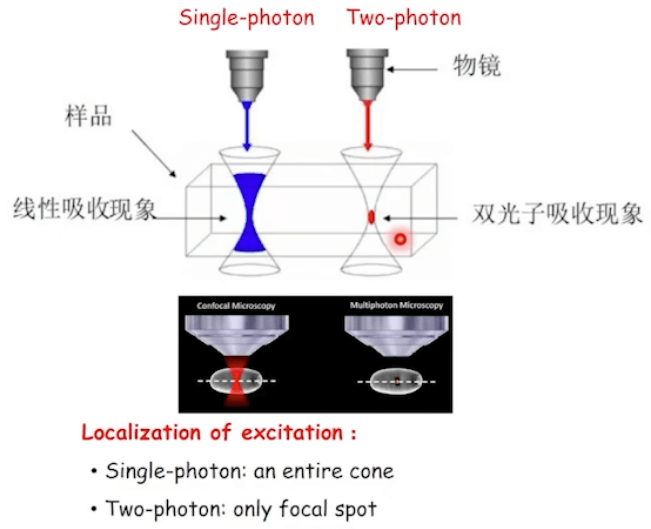 Single-photon
Two-photon
物镜
样品
线性吸收现象
双光子吸收现象
Confocal Microscopy
Multiphoton Microscopy
Localization of excitation :
• Single-photon: an entire cone
• Two-photon: only focal spot